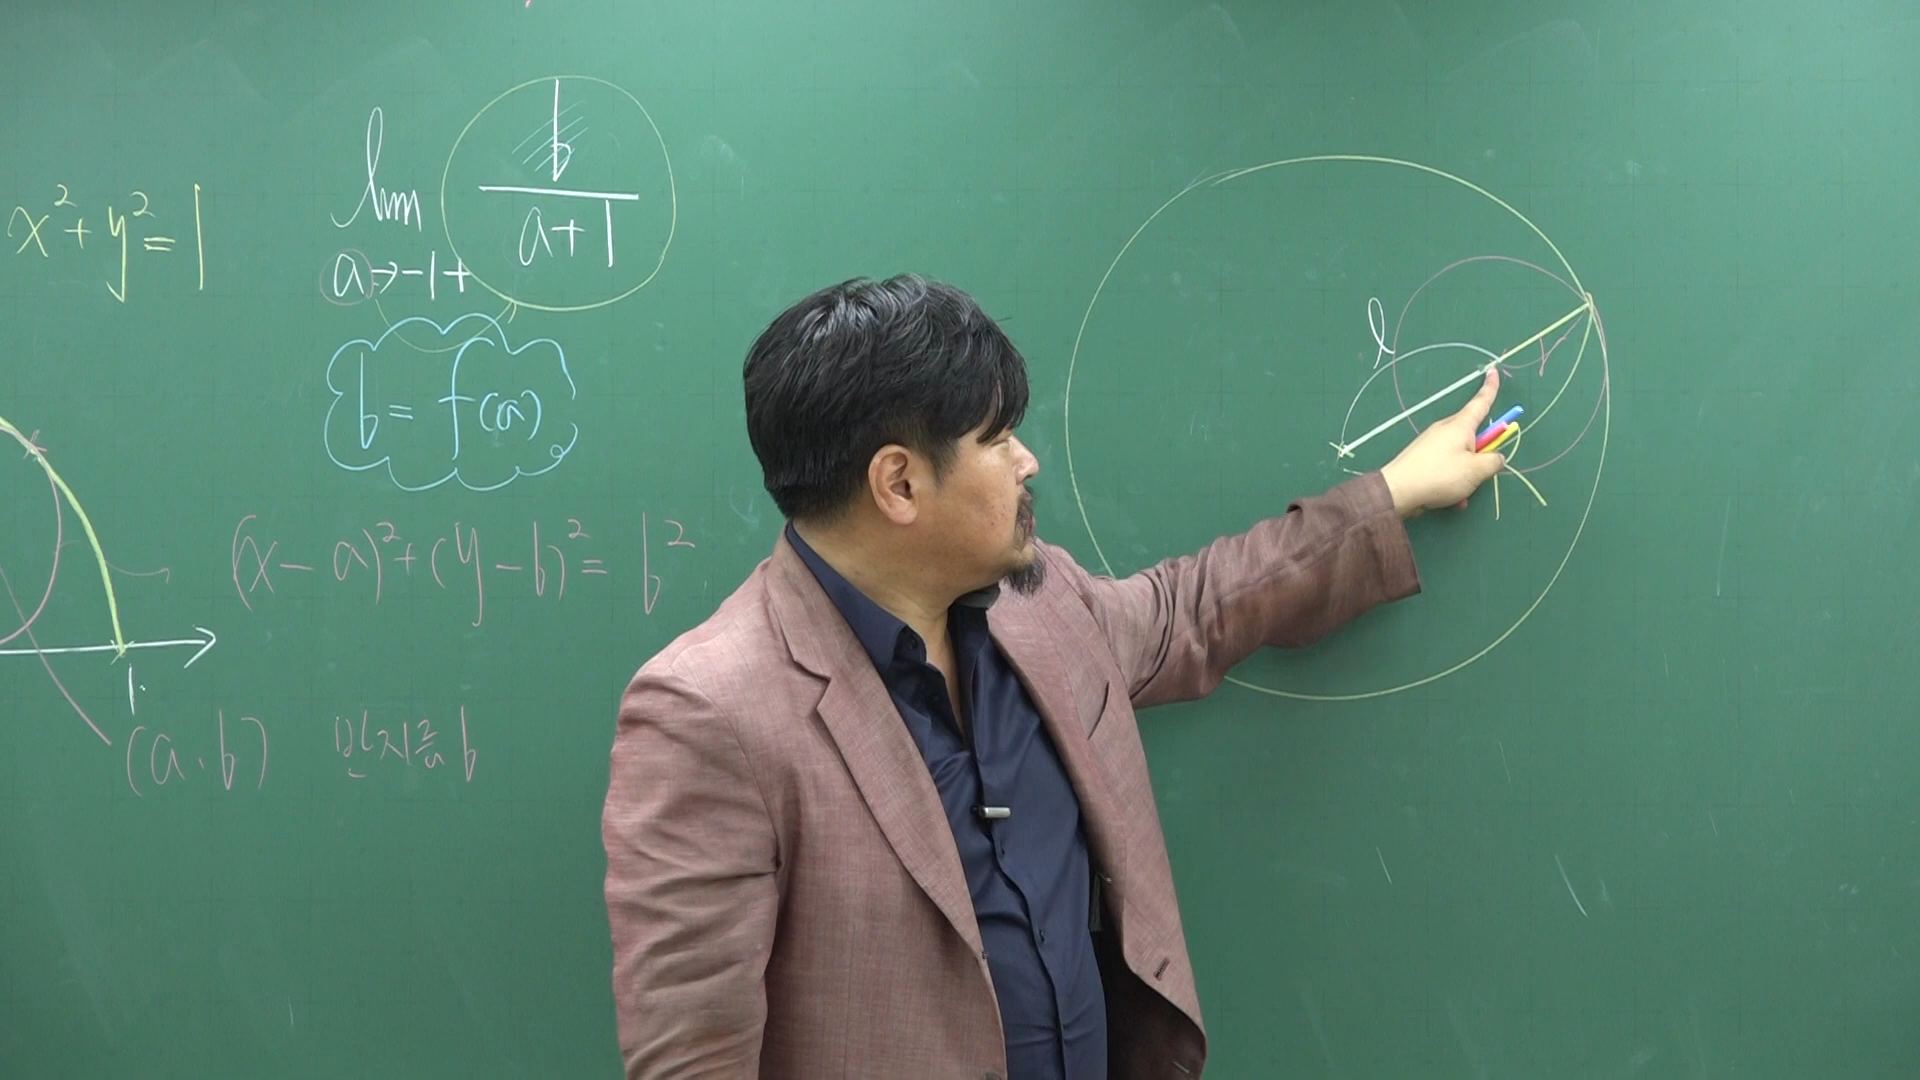 x²+y²=1
lim b/(a+1)
a→-1+
b=f(a)
(x-a)²+(y-b)²=b²
1
(a,b) 반지름 b
l
r